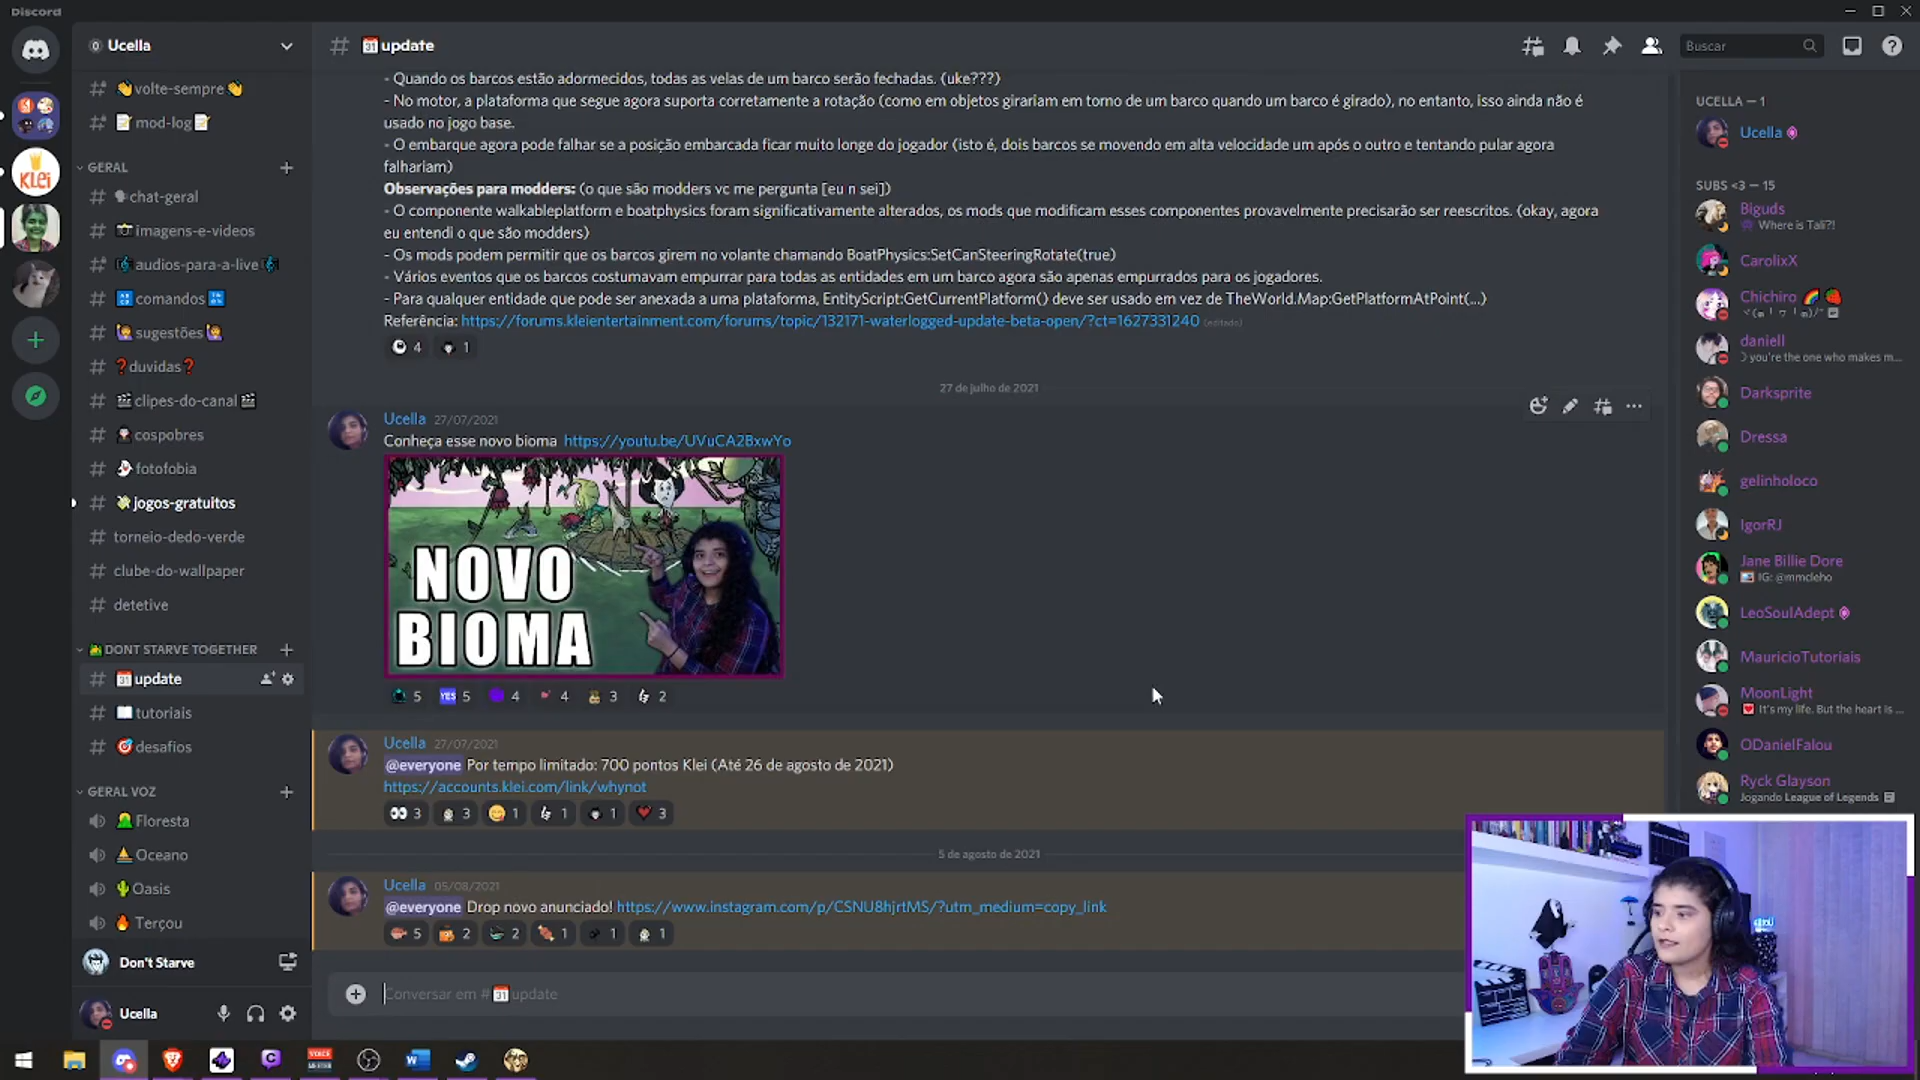 Discord
Ucella
update
Buscar
volte-sempre
mod-log
GERAL
chat-geral
imagens-e-videos
audios-para-a-live
comandos
sugestões
duvidas
clipes-do-canal
cospobres
fotofobia
jogos-gratuitos
torneio-dedo-verde
clube-do-wallpaper
detetive
DONT STARVE TOGETHER
update
tutoriais
desafios
GERAL VOZ
Floresta
Oceano
Oasis
Terçou
Don't Starve
Ucella
- Quando os barcos estão adormecidos, todas as velas de um barco serão fechadas. (uke???)
- No motor, a plataforma que segue agora suporta corretamente a rotação (como em objetos girariam em torno de um barco quando um barco é girado), no entanto, isso ainda não é
usado no jogo base.
- O embarque agora pode falhar se a posição embarcada ficar muito longe do jogador (isto é, dois barcos se movendo em alta velocidade um após o outro e tentando pular agora
falhariam)
Observações para modders: (o que são modders vc me pergunta [eu n sei])
- O componente walkableplatform e boatphysics foram significativamente alterados, os mods que modificam esses componentes provavelmente precisarão ser reescritos. (okay, agora
eu entendi o que são modders)
- Os mods podem permitir que os barcos girem no volante chamando BoatPhysics:SetCanSteeringRotate(true)
- Vários eventos que os barcos costumavam empurrar para todas as entidades em um barco agora são apenas empurrados para os jogadores.
- Para qualquer entidade que pode ser anexada a uma plataforma, EntityScript:GetCurrentPlatform() deve ser usado em vez de TheWorld.Map:GetPlatformAtPoint(...)
Referência: https://forums.kleientertainment.com/forums/topic/132171-waterlogged-update-beta-open/?ct=1627331240 (editado)
4 1
27 de julho de 2021
Ucella 27/07/2021
Conheça esse novo bioma https://youtu.be/UVuCA2BxwYo
NOVO
BIOMA
5 YES 5 4 4 3 2
Ucella 27/07/2021
@everyone Por tempo limitado: 700 pontos Klei (Até 26 de agosto de 2021)
https://accounts.klei.com/link/whynot
3 3 1 1 1 3
5 de agosto de 2021
Ucella 05/08/2021
@everyone Drop novo anunciado! https://www.instagram.com/p/CSNU8hjrtMS/?utm_medium=copy_link
5 2 2 1 1 1
Conversar em # update
UCELLA — 1
Ucella
SUBS <3 — 15
Biguds
Where is Tali?!
CarolixX
Chichiro
daniell
you're the one who makes m...
Darksprite
Dressa
gelinholoco
IgorRJ
Jane Billie Dore
IG: @mmcleho
LeoSoulAdept
MauricioTutoriais
MoonLight
It's my life. But the heart is ...
ODanielFalou
Ryck Glayson
Jogando League of Legends
KLei